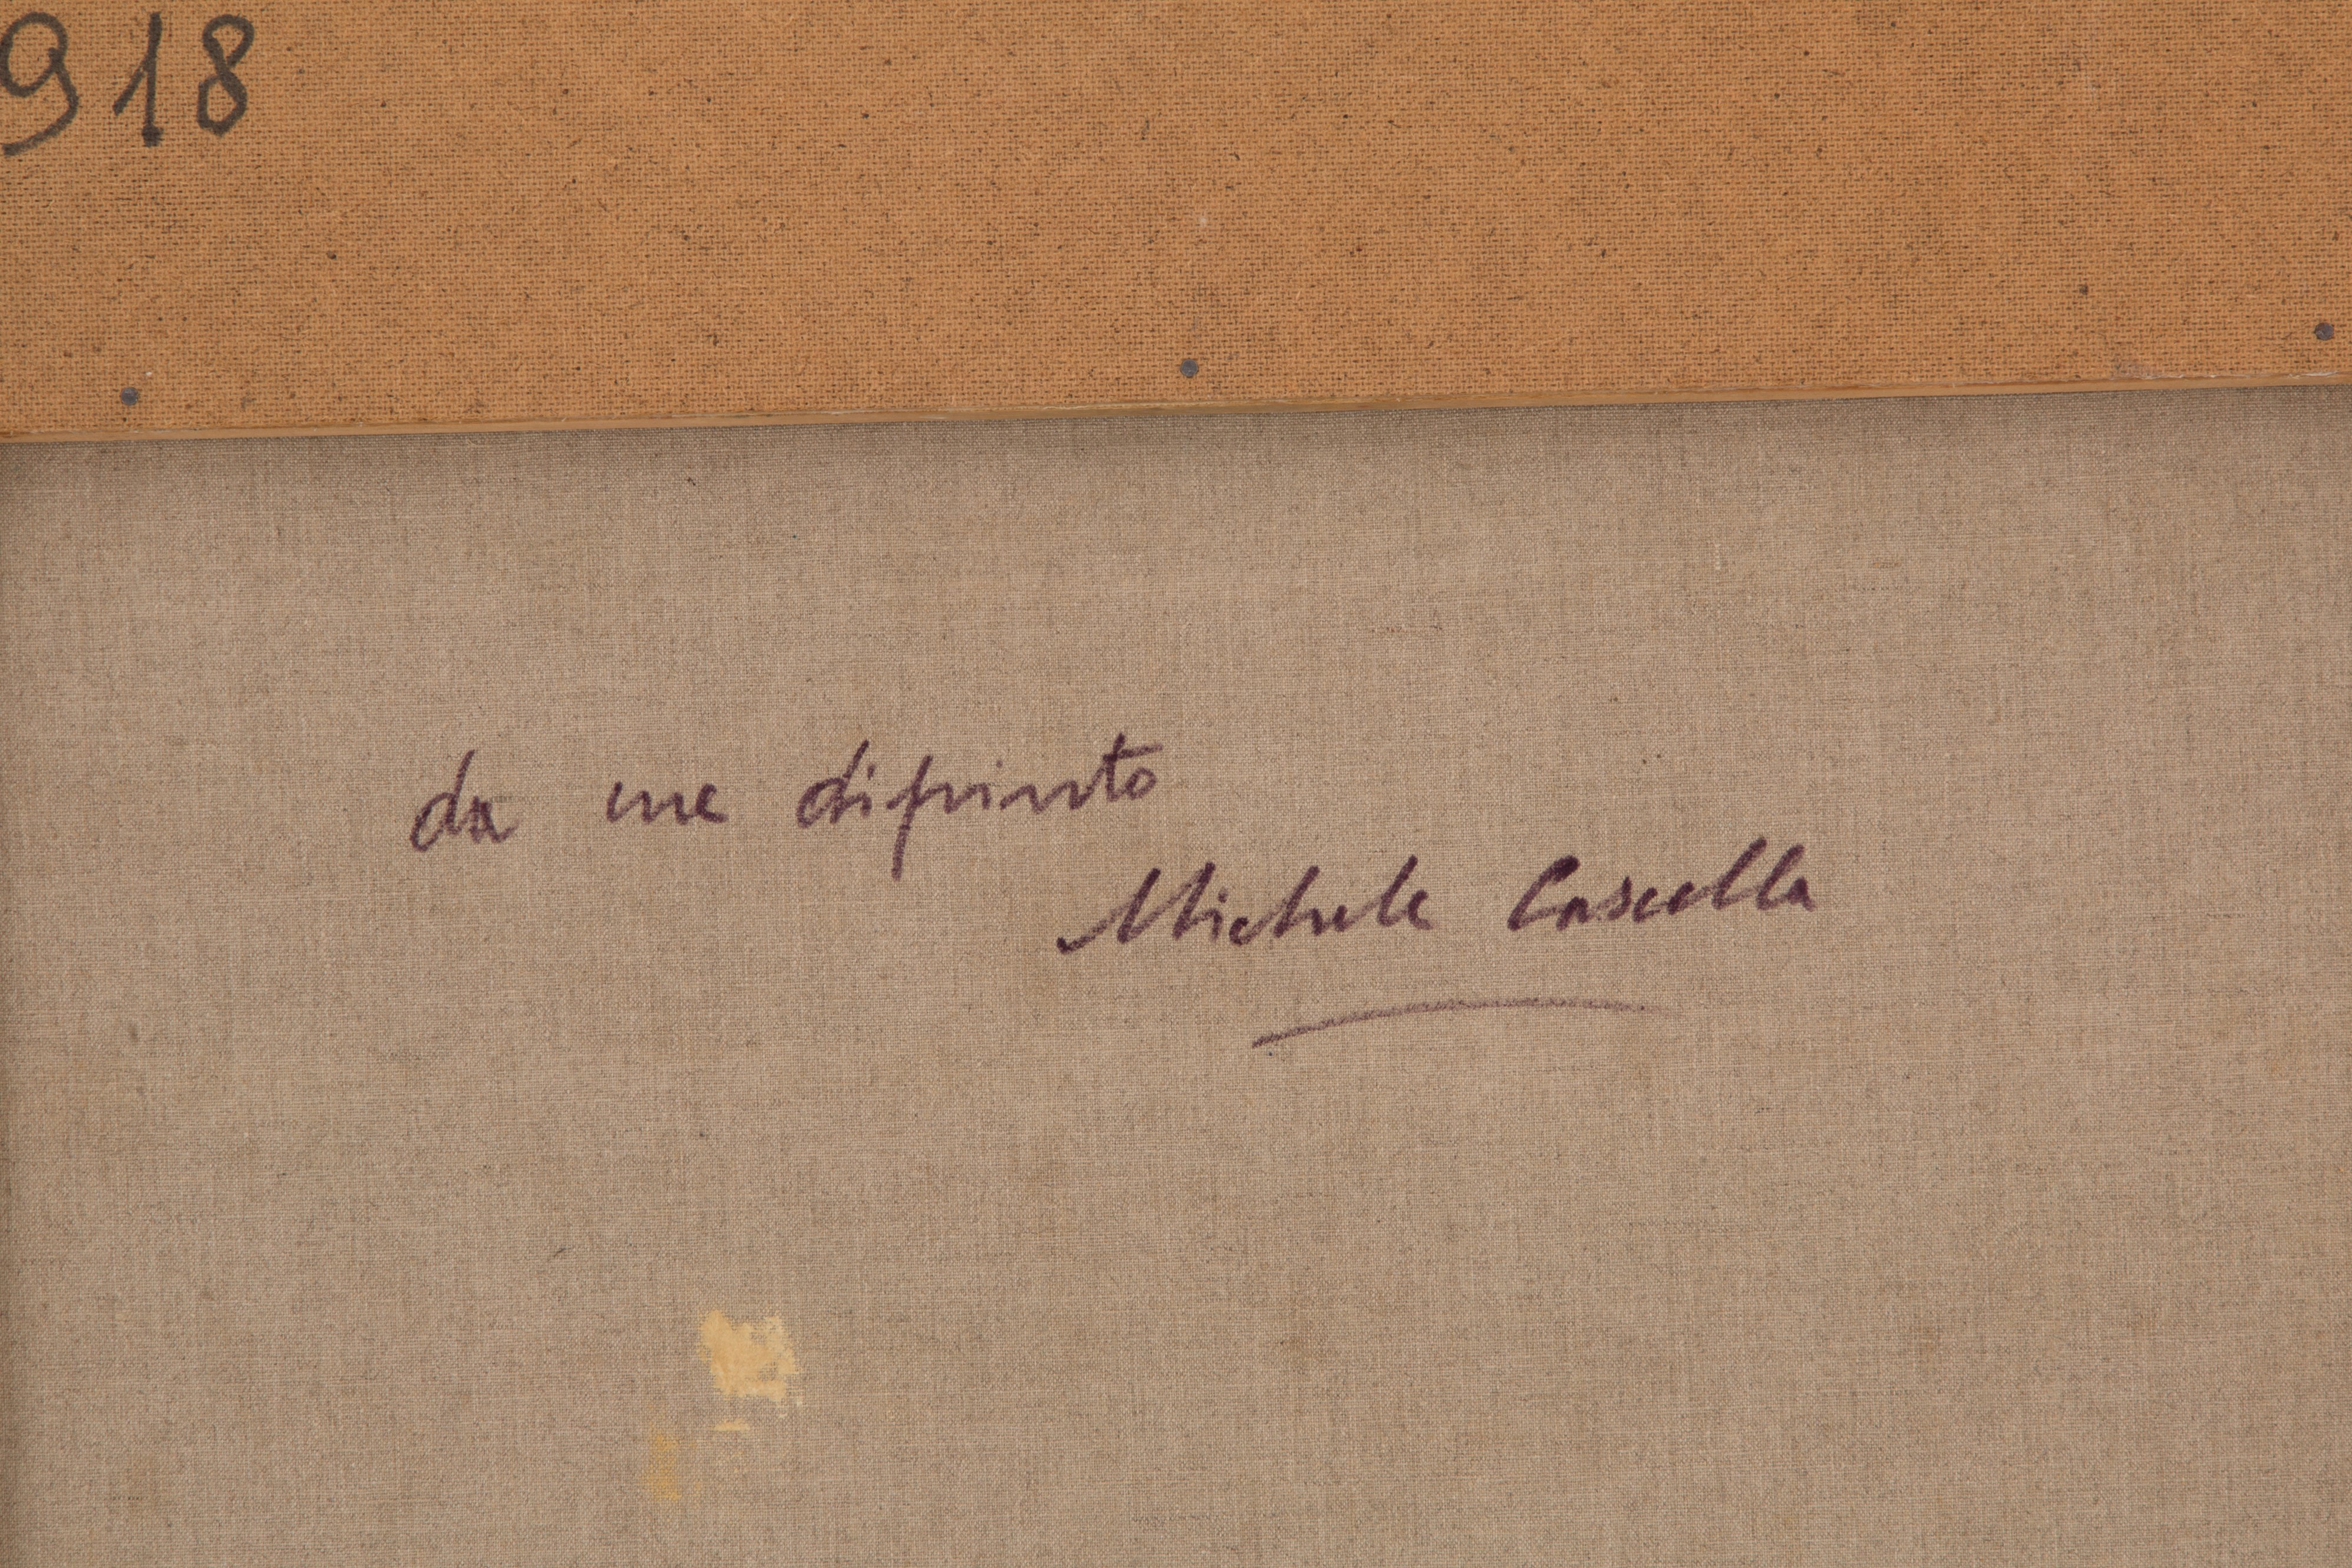 918
da me dipinto
Michele Cascella